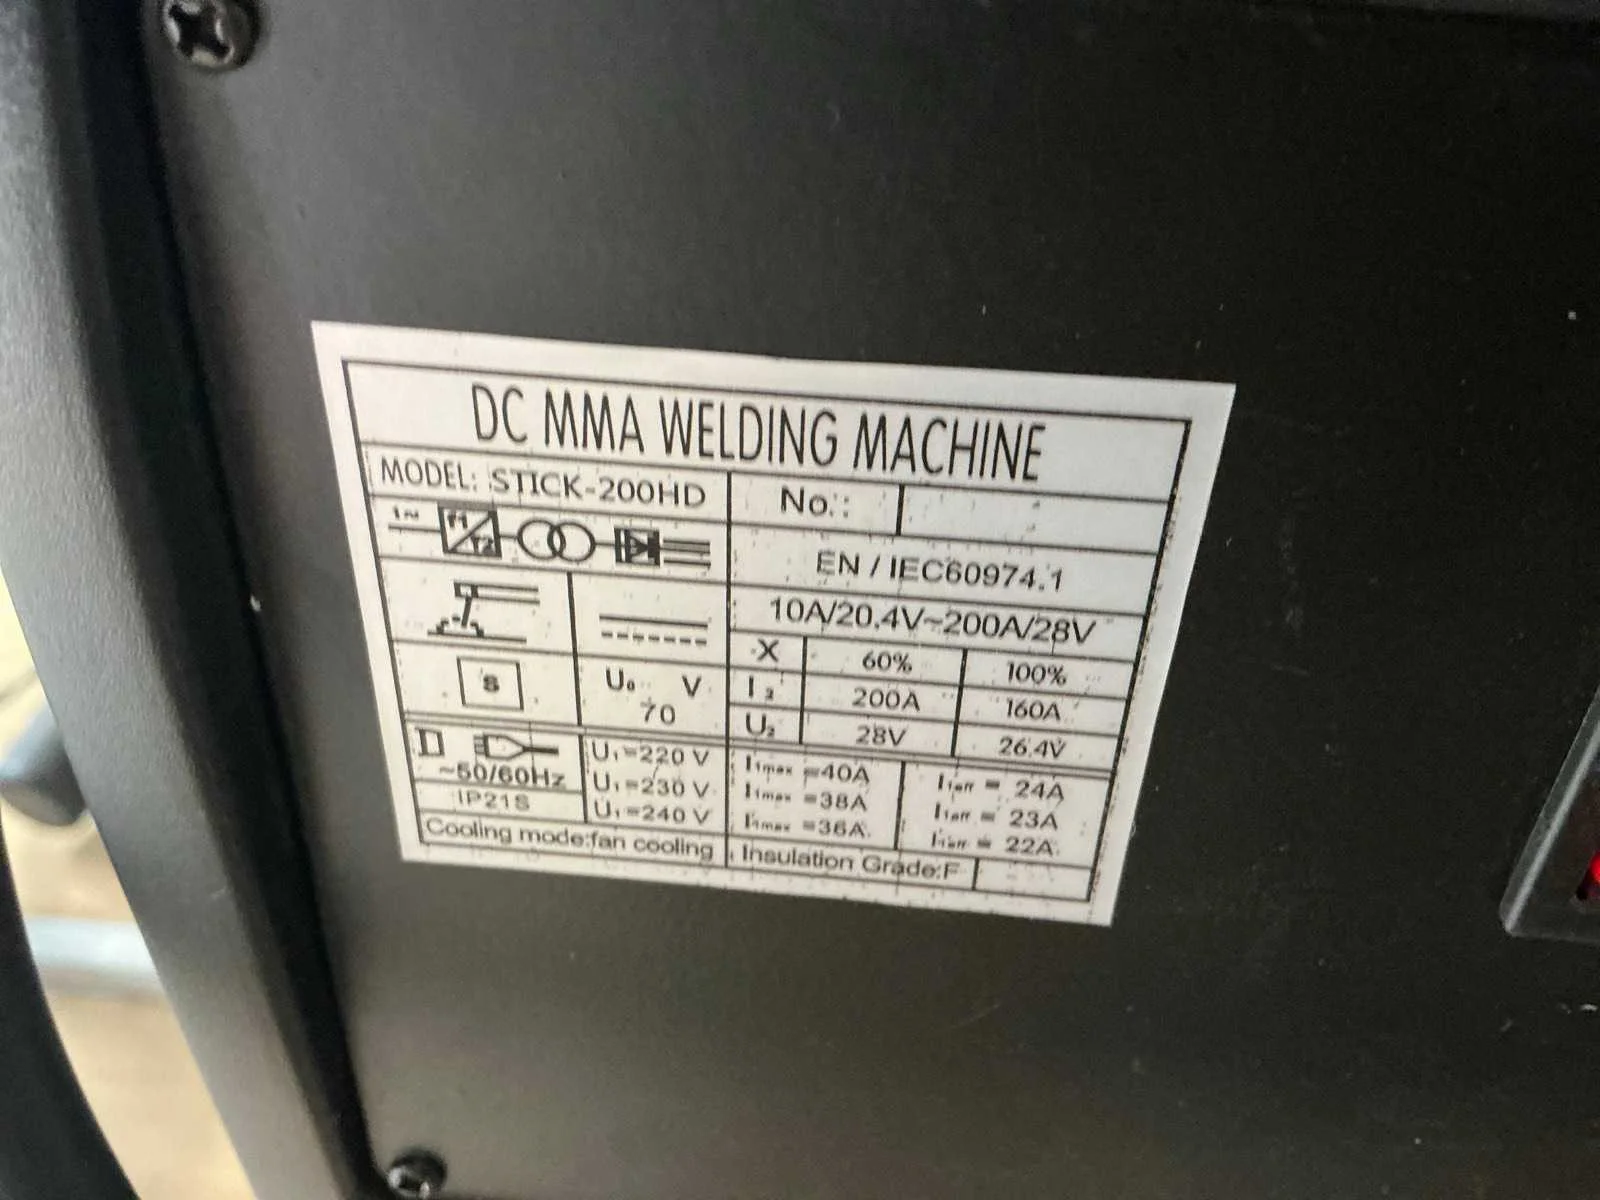 DC MMA WELDING MACHINE
MODEL: STICK-200HD
No.:
1~ f1 f2
EN / IEC60974.1
10A/20.4V~200A/28V
X 60% 100%
I₂ 200A 160A
U₂ 28V 26.4V
S
U₀ V
70
~50/60Hz
IP21S
U₁=220 V I₁max =40A I₁eff = 24A
U₁=230 V I₁max =38A I₁eff = 23A
U₁=240 V I₁max =36A I₁eff = 22A
Cooling mode:fan cooling
Insulation Grade:F